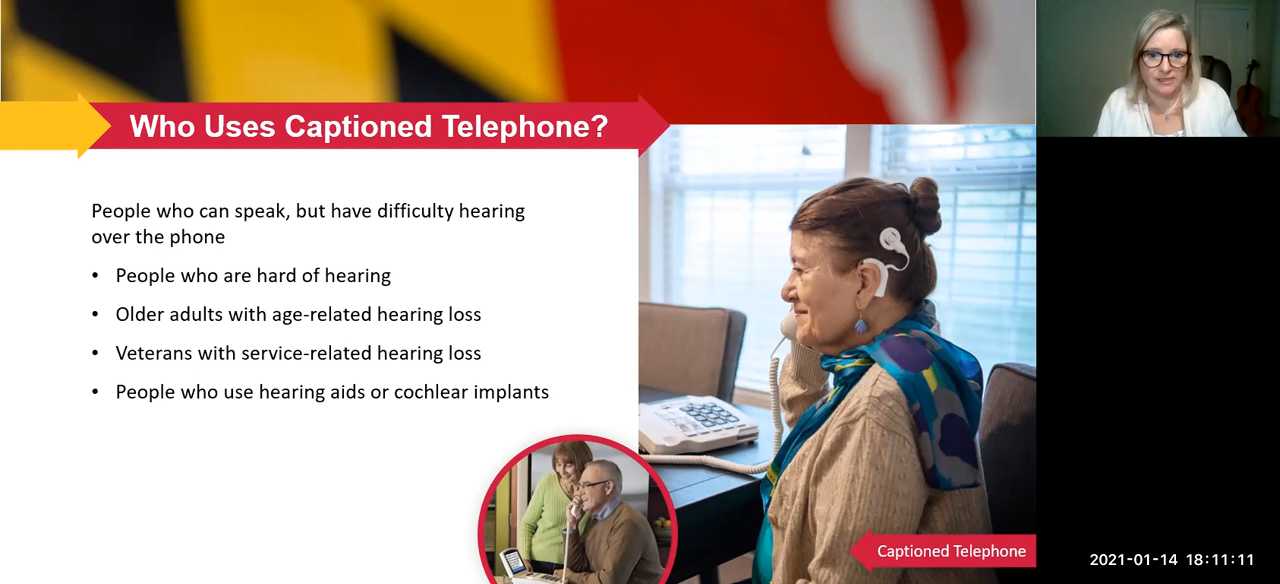 Who Uses Captioned Telephone?
People who can speak, but have difficulty hearing
over the phone
• People who are hard of hearing
• Older adults with age-related hearing loss
• Veterans with service-related hearing loss
• People who use hearing aids or cochlear implants
Captioned Telephone
2021-01-14 18:11:11